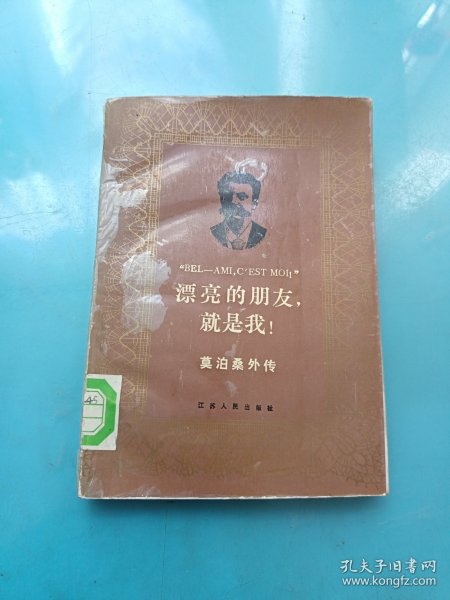 "BEL—AMI,C'EST MOI!"
漂亮的朋友，
就是我！
莫泊桑外传
江苏人民出版社
45
孔夫子旧书网
www.kongfz.com